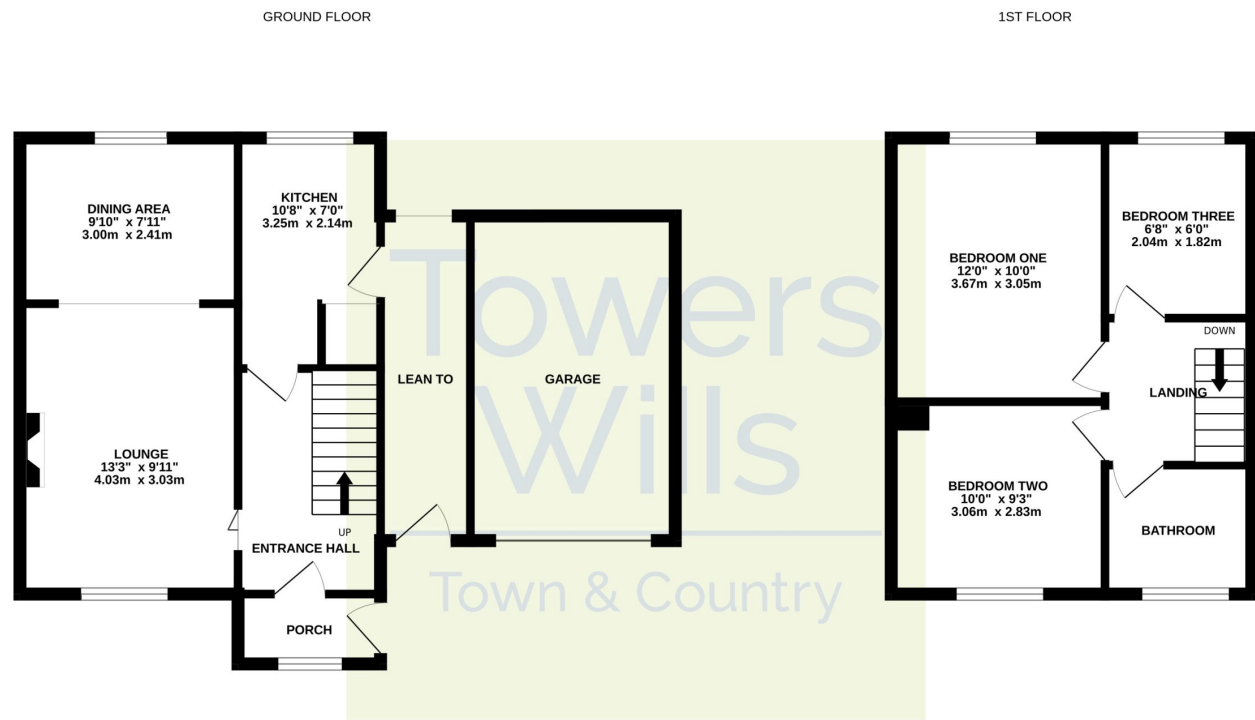 GROUND FLOOR
1ST FLOOR
DINING AREA
9'10" x 7'11"
3.00m x 2.41m
KITCHEN
10'8" x 7'0"
3.25m x 2.14m
LOUNGE
13'3" x 9'11"
4.03m x 3.03m
UP
ENTRANCE HALL
PORCH
LEAN TO
GARAGE
Towers
Wills
Town & Country
BEDROOM ONE
12'0" x 10'0"
3.67m x 3.05m
BEDROOM THREE
6'8" x 6'0"
2.04m x 1.82m
DOWN
LANDING
BEDROOM TWO
10'0" x 9'3"
3.06m x 2.83m
BATHROOM